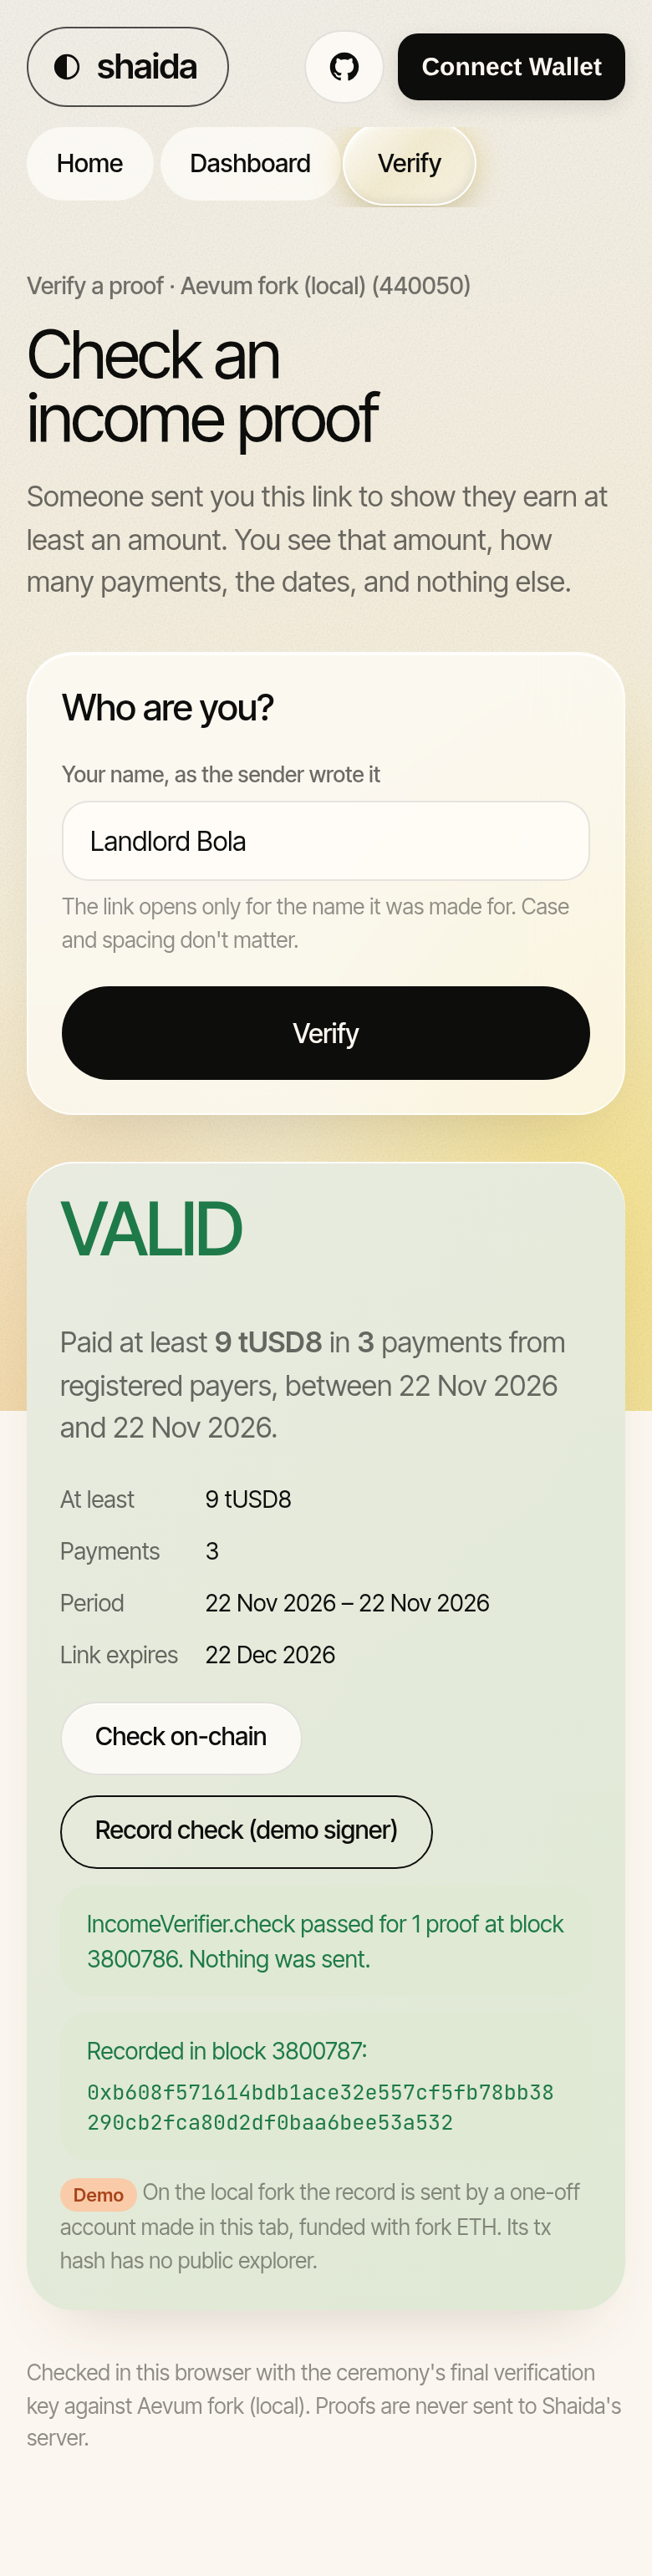 shaida
Connect Wallet
Home
Dashboard
Verify
Verify a proof · Aevum fork (local) (440050)
Check an
income proof
Someone sent you this link to show they earn at
least an amount. You see that amount, how
many payments, the dates, and nothing else.
Who are you?
Your name, as the sender wrote it
Landlord Bola
The link opens only for the name it was made for. Case
and spacing don't matter.
Verify
VALID
Paid at least 9 tUSD8 in 3 payments from
registered payers, between 22 Nov 2026
and 22 Nov 2026.
At least 9 tUSD8
Payments 3
Period 22 Nov 2026 – 22 Nov 2026
Link expires 22 Dec 2026
Check on-chain
Record check (demo signer)
IncomeVerifier.check passed for 1 proof at block
3800786. Nothing was sent.
Recorded in block 3800787:
0xb608f571614bdb1ace32e557cf5fb78bb38
290cb2fca80d2df0baa6bee53a532
Demo On the local fork the record is sent by a one-off
account made in this tab, funded with fork ETH. Its tx
hash has no public explorer.
Checked in this browser with the ceremony's final verification
key against Aevum fork (local). Proofs are never sent to Shaida's
server.